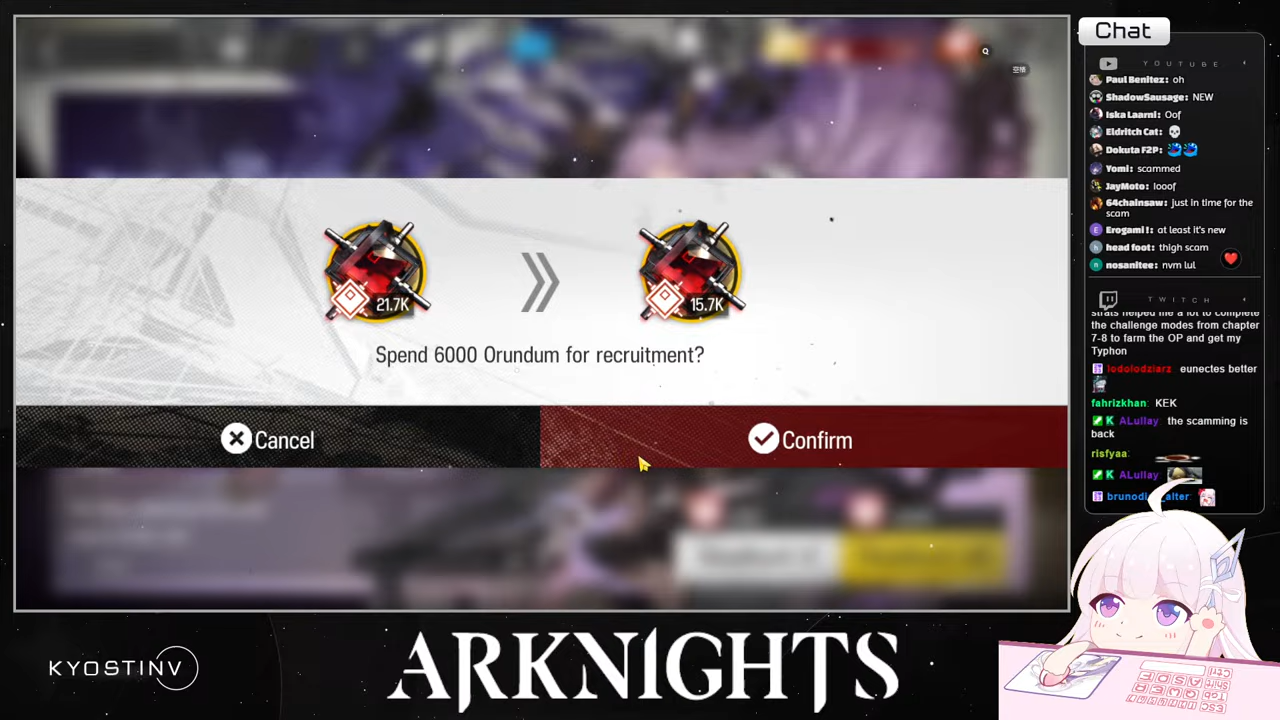 Chat
空構
YOUTUBE
Paul Benitez: oh
ShadowSausage: NEW
Iska Laarni: Oof
Eldritch Cat:
Dokuta F2P:
Yomi: scammed
JayMoto: looof
64chainsaw: just in time for the
scam
Erogami!: at least it's new
head foot: thigh scam
nosanitee: nvm lul
TWITCH
strats helped me a lot to complete
the challenge modes from chapter
7-8 to farm the OP and get my
Typhon
lodolodziarz eunectes better
fahrizkhan: KEK
K ALullay: the scamming is
back
risfyaa:
K ALullay:
21.7K
15.7K
Spend 6000 Orundum for recruitment?
Cancel
Confirm
KYOSTINV
ARKNIGHTS